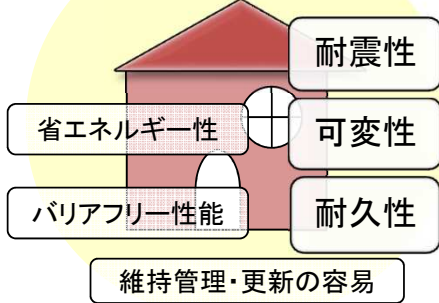 耐震性
省エネルギー性
可変性
バリアフリー性能
耐久性
維持管理・更新の容易